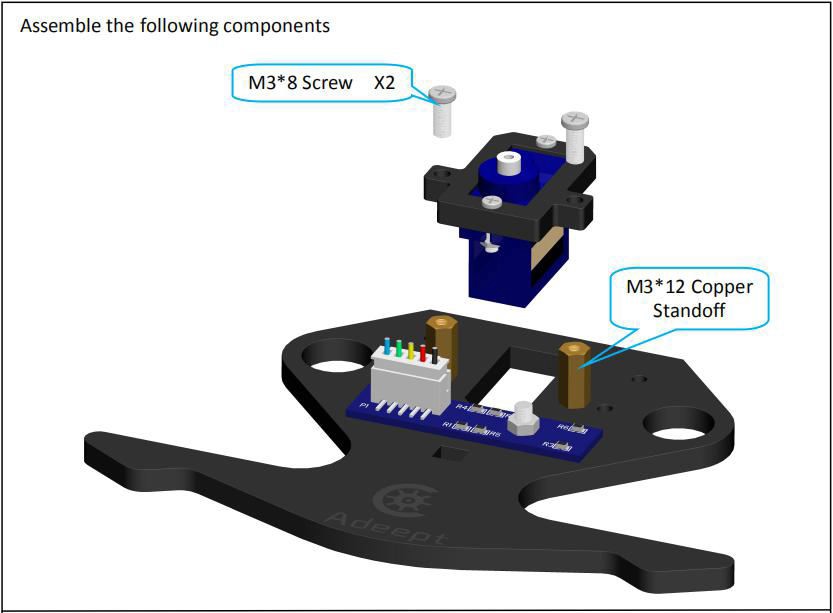 Assemble the following components
M3*8 Screw X2
M3*12 Copper
Standoff
P1
R4
R1
R5
R6
R3
Adeept